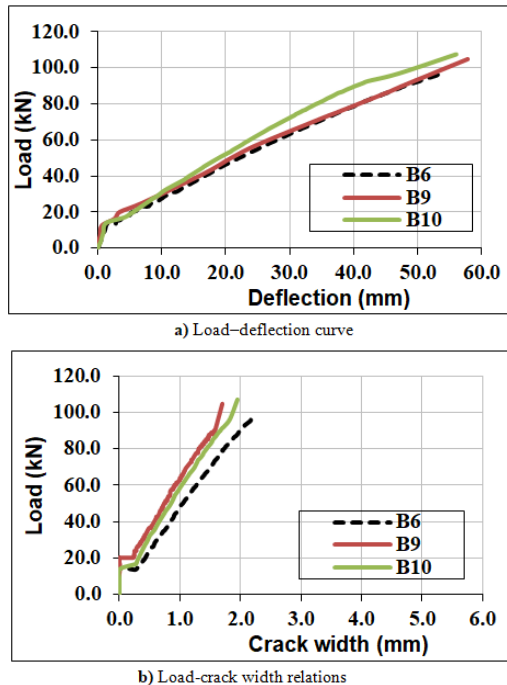 120.0
100.0
80.0
60.0
40.0
20.0
0.0
Load (kN)
B6
B9
B10
0.0 10.0 20.0 30.0 40.0 50.0 60.0
Deflection (mm)
a) Load–deflection curve
120.0
100.0
80.0
60.0
40.0
20.0
0.0
Load (kN)
B6
B9
B10
0.0 1.0 2.0 3.0 4.0 5.0 6.0
Crack width (mm)
b) Load-crack width relations